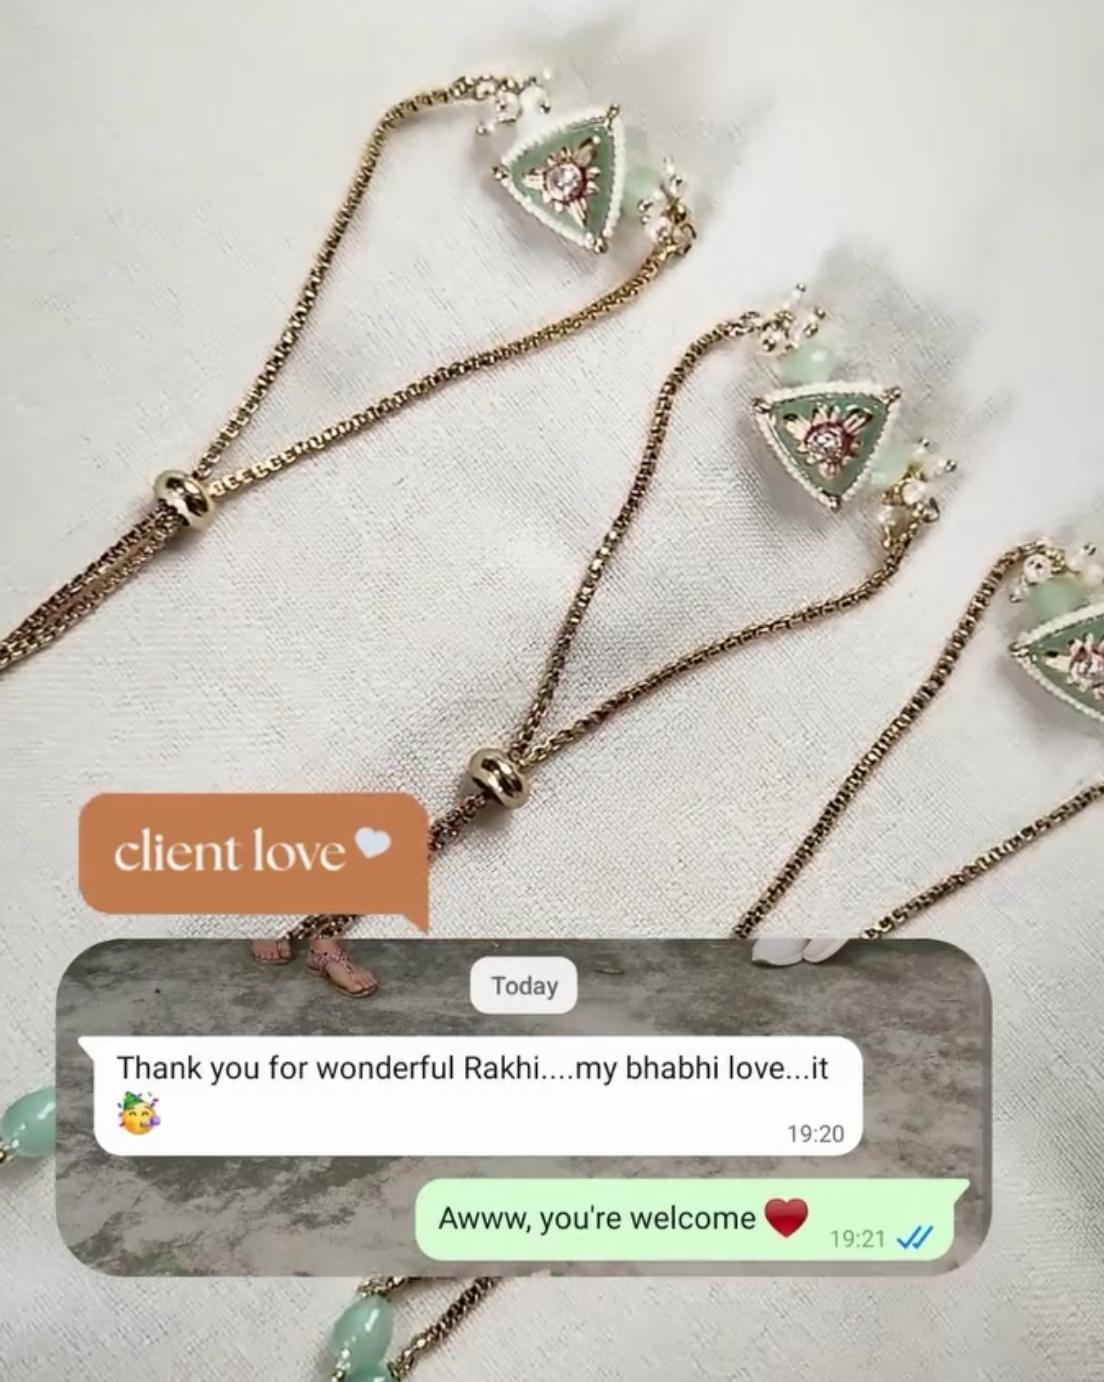 client love 🤍
Today
Thank you for wonderful Rakhi....my bhabhi love...it
🥳
19:20
Awww, you're welcome ❤️ 19:21